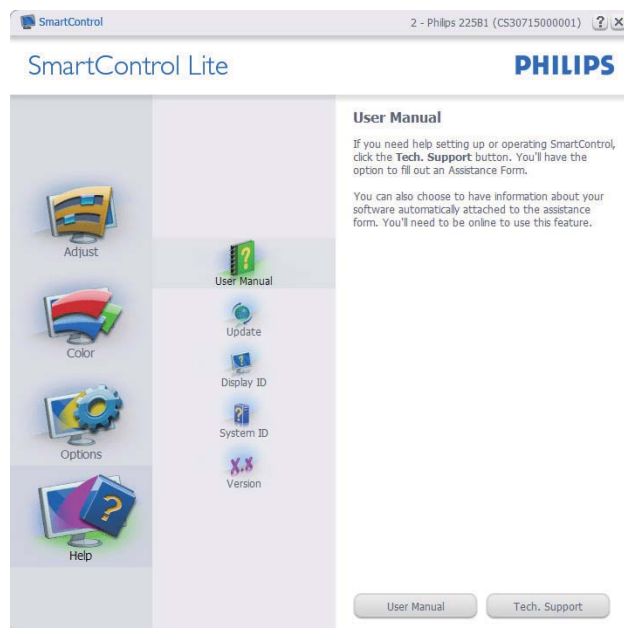 SmartControl
2 - Philips 225B1 (CS30715000001)
?
X
SmartControl Lite
PHILIPS
Adjust
Color
Options
Help
User Manual
Update
Display ID
System ID
X.X
Version
User Manual
If you need help setting up or operating SmartControl,
click the Tech. Support button. You'll have the
option to fill out an Assistance Form.
You can also choose to have information about your
software automatically attached to the assistance
form. You'll need to be online to use this feature.
User Manual
Tech. Support